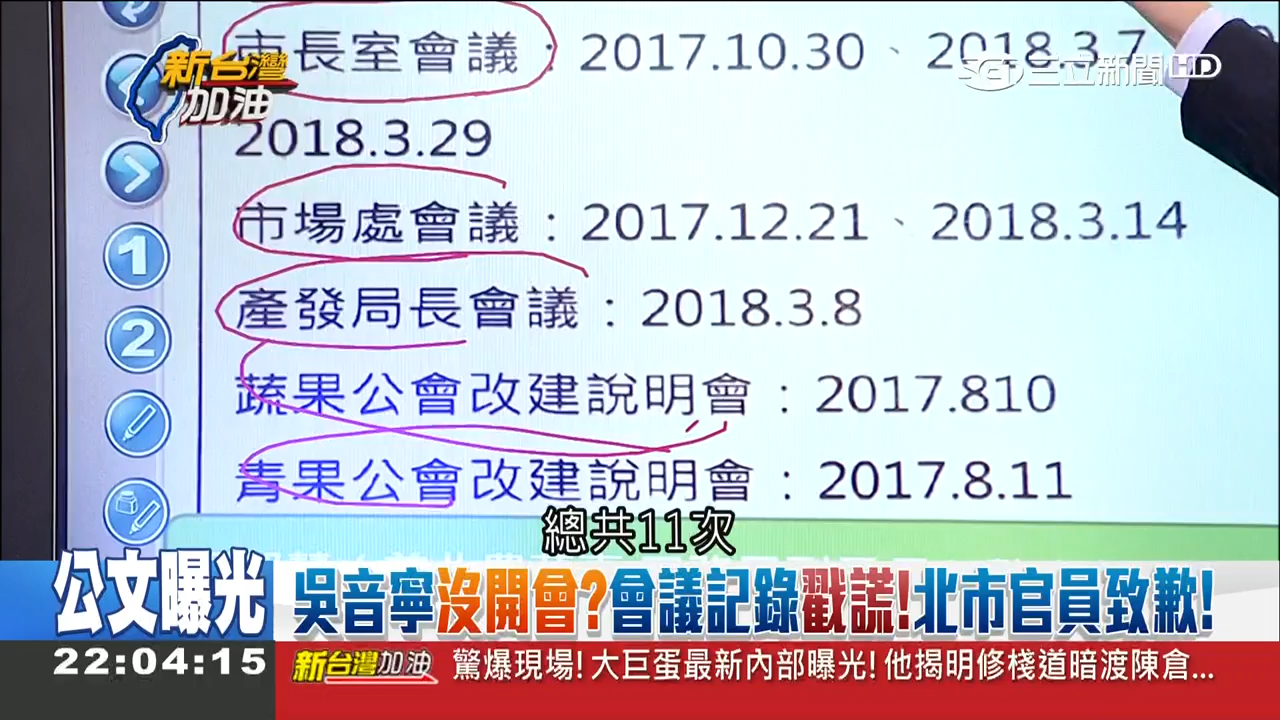 市長室會議：2017.10.30、2018.3.7、
2018.3.29
市場處會議：2017.12.21、2018.3.14
產發局長會議：2018.3.8
蔬果公會改建說明會：2017.810
青果公會改建說明會：2017.8.11
新台灣
加油
三立新聞HD
1
2
總共11次
公文曝光
吳音寧沒開會?會議記錄戳謊!北市官員致歉!
22:04:15
新台灣加油
驚爆現場!大巨蛋最新內部曝光!他揭明修棧道暗渡陳倉...